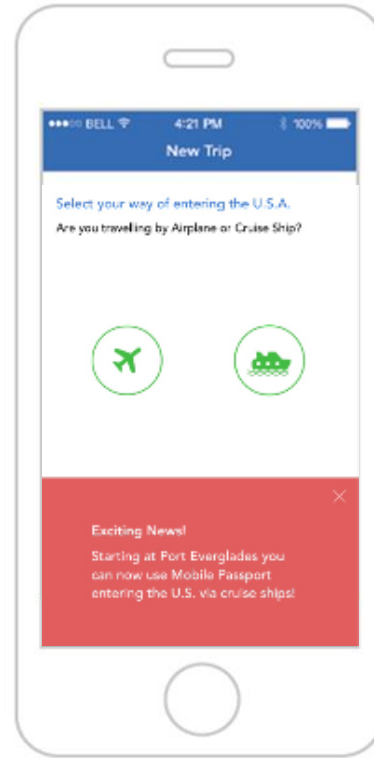 BELL 4:21 PM 100%
New Trip
Select your way of entering the U.S.A.
Are you travelling by Airplane or Cruise Ship?
Exciting News!
Starting at Port Everglades you
can now use Mobile Passport
entering the U.S. via cruise ships!